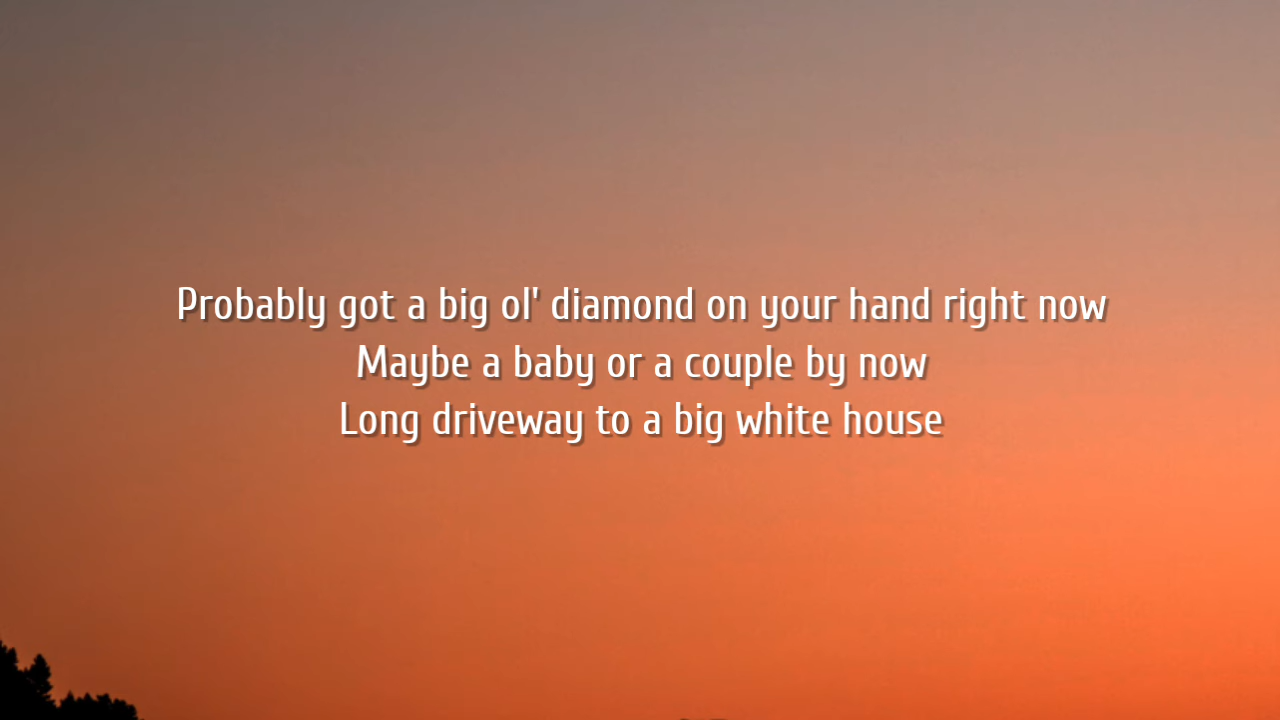 Probably got a big ol' diamond on your hand right now
Maybe a baby or a couple by now
Long driveway to a big white house